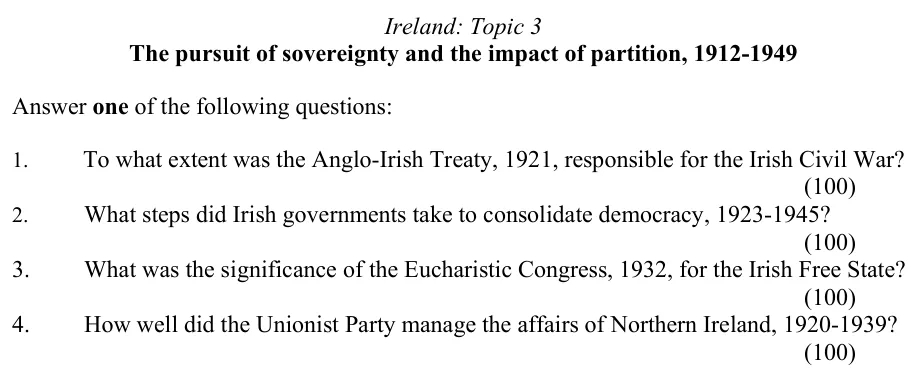 Ireland: Topic 3
The pursuit of sovereignty and the impact of partition, 1912-1949
Answer one of the following questions:
1. To what extent was the Anglo-Irish Treaty, 1921, responsible for the Irish Civil War?
(100)
2. What steps did Irish governments take to consolidate democracy, 1923-1945?
(100)
3. What was the significance of the Eucharistic Congress, 1932, for the Irish Free State?
(100)
4. How well did the Unionist Party manage the affairs of Northern Ireland, 1920-1939?
(100)